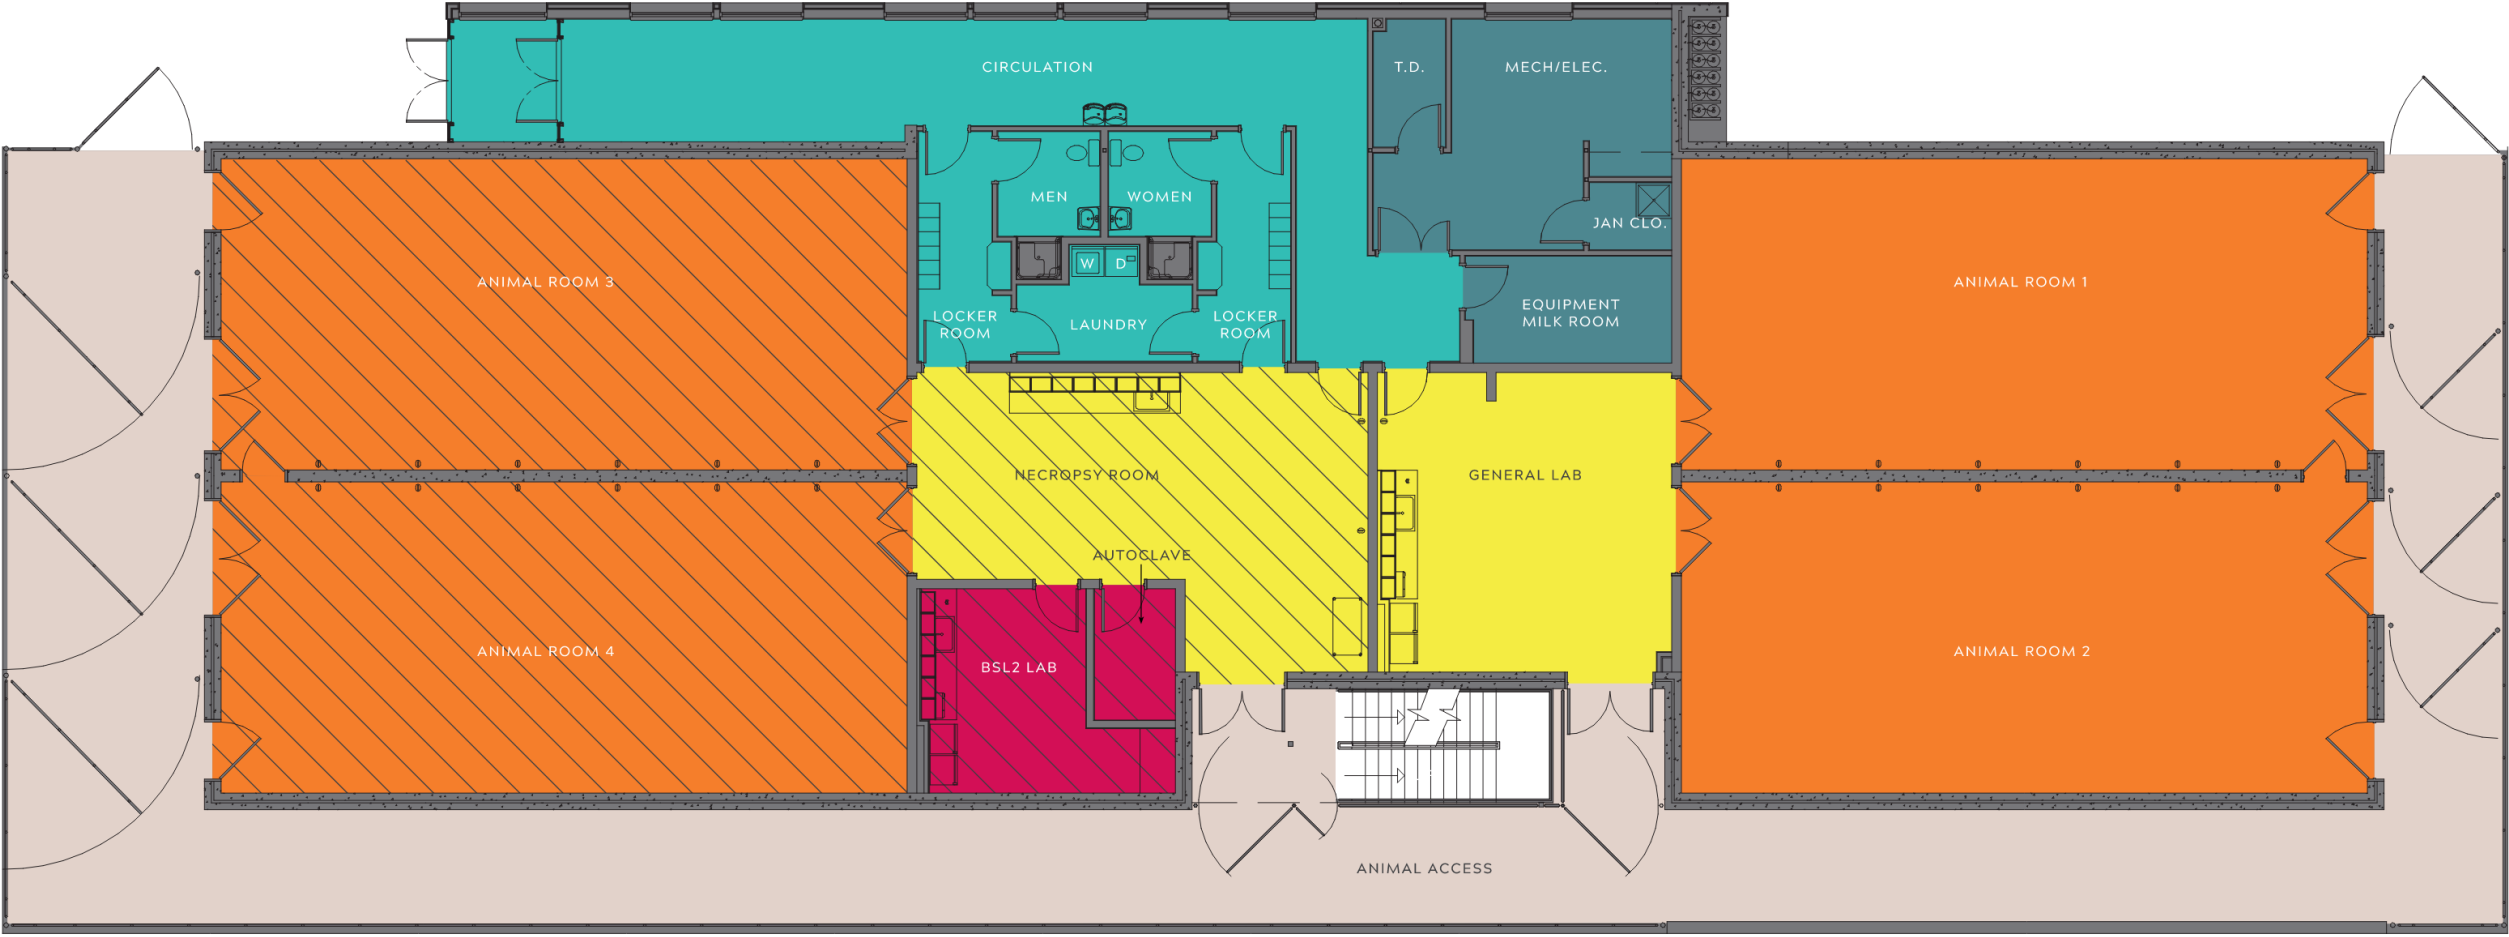 CIRCULATION
T.D.
MECH/ELEC.
MEN
WOMEN
JAN CLO.
W
D
ANIMAL ROOM 3
ANIMAL ROOM 1
LOCKER
ROOM
LAUNDRY
LOCKER
ROOM
EQUIPMENT
MILK ROOM
NECROPSY ROOM
GENERAL LAB
AUTOCLAVE
ANIMAL ROOM 4
BSL2 LAB
ANIMAL ROOM 2
ANIMAL ACCESS